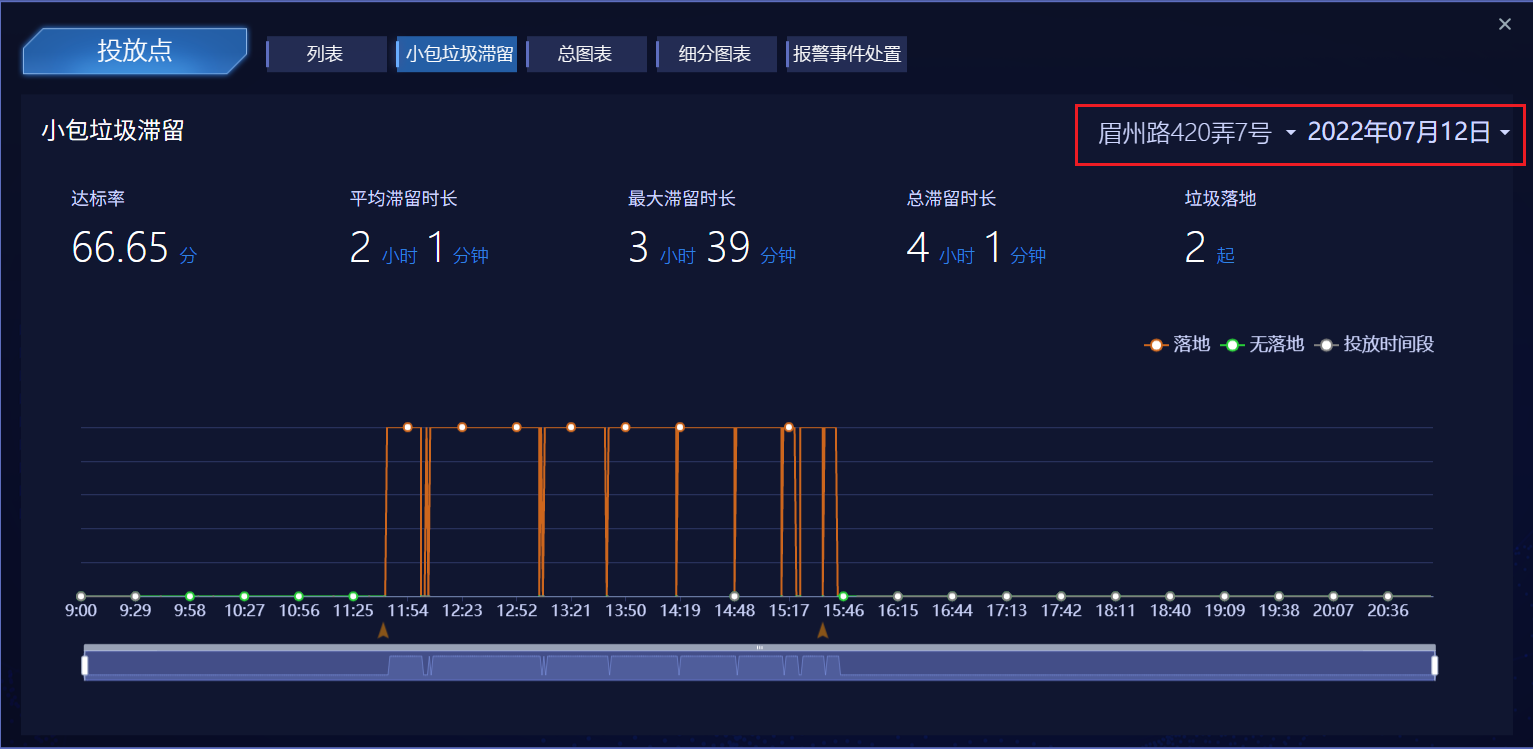 投放点
列表
小包垃圾滞留
总图表
细分图表
报警事件处置
小包垃圾滞留
眉州路420弄7号
2022年07月12日
达标率
平均滞留时长
最大滞留时长
总滞留时长
垃圾落地
66.65 分
2 小时 1 分钟
3 小时 39 分钟
4 小时 1 分钟
2 起
落地
无落地
投放时间段
9:00 9:29 9:58 10:27 10:56 11:25 11:54 12:23 12:52 13:21 13:50 14:19 14:48 15:17 15:46 16:15 16:44 17:13 17:42 18:11 18:40 19:09 19:38 20:07 20:36